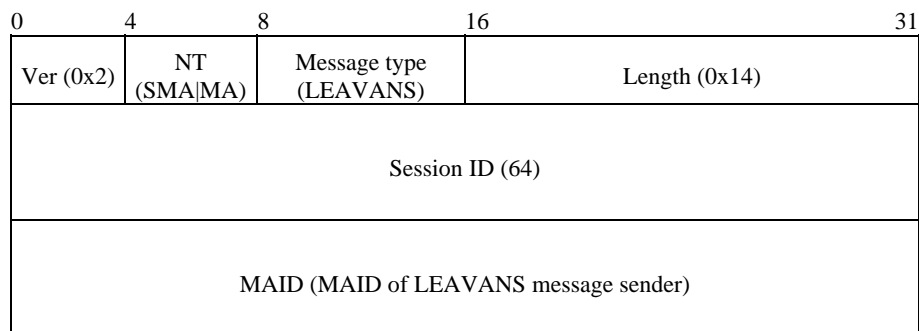 0 4 8 16 31
Ver (0x2)
NT
(SMA|MA)
Message type
(LEAVANS)
Length (0x14)
Session ID (64)
MAID (MAID of LEAVANS message sender)